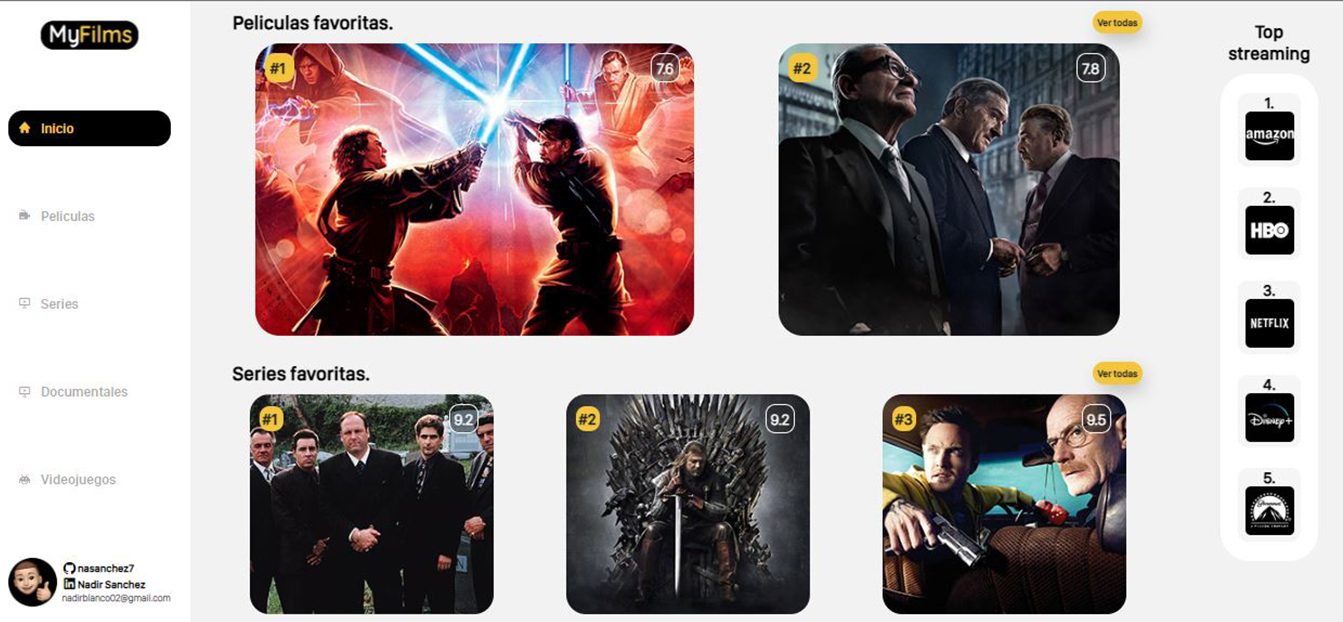 MyFilms
Inicio
Peliculas
Series
Documentales
Videojuegos
nasanchez7
Nadir Sanchez
nadirblanco02@gmail.com
Peliculas favoritas.
Ver todas
#1
7.6
#2
7.8
Series favoritas.
Ver todas
#1
9.2
#2
9.2
#3
9.5
Top
streaming
1.
amazon
2.
HBO
3.
NETFLIX
4.
Disney+
5.
Paramount